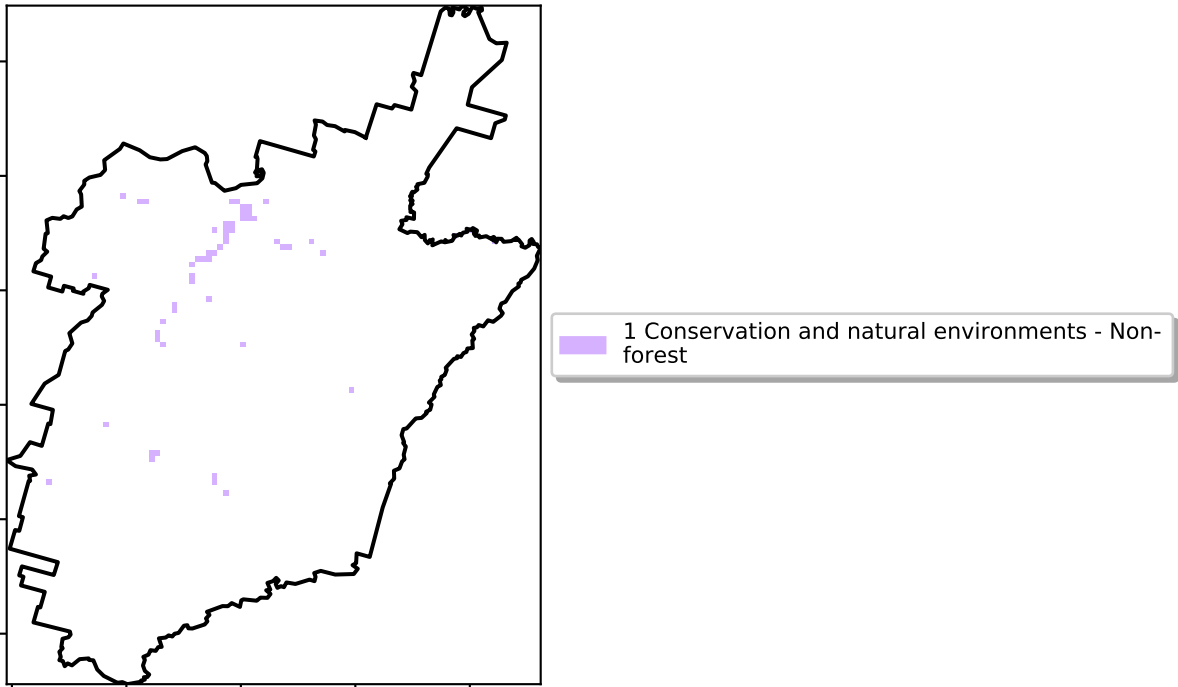 1 Conservation and natural environments - Non-
forest